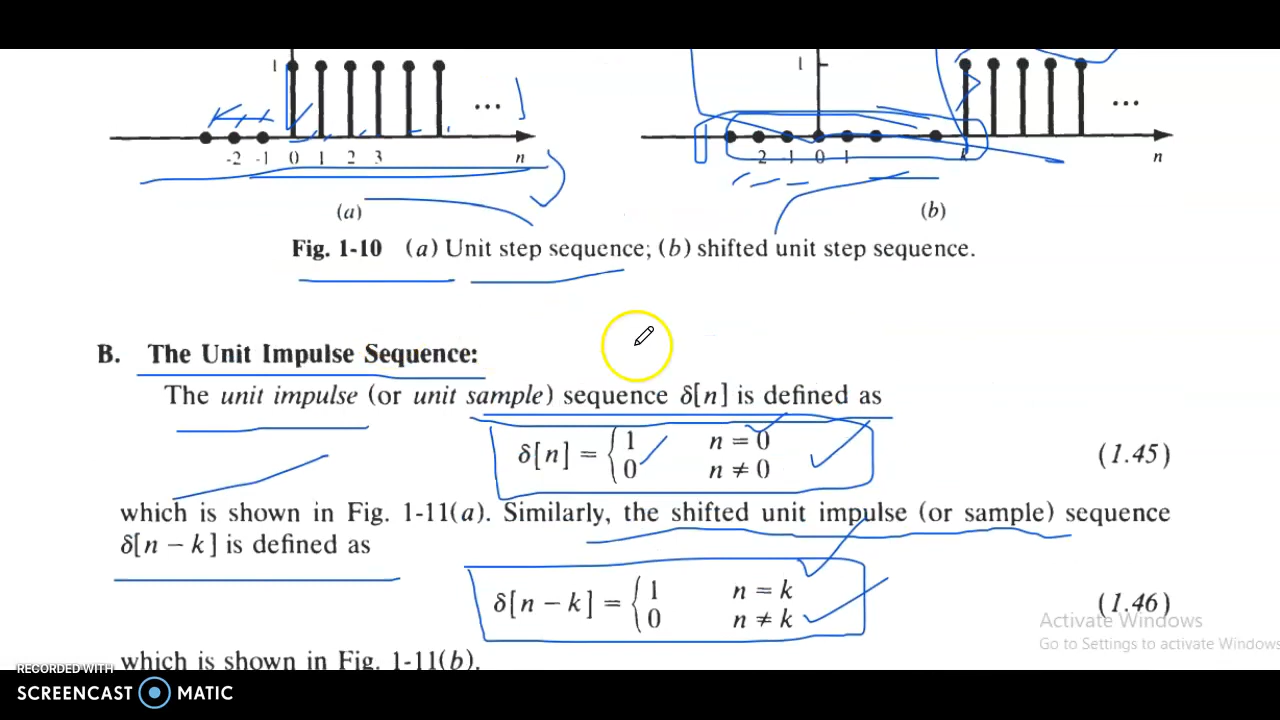 1 1
... ...
-2 -1 0 1 2 3 n 2 -1 0 1 k n
(a) (b)
Fig. 1-10 (a) Unit step sequence; (b) shifted unit step sequence.
B. The Unit Impulse Sequence:
The unit impulse (or unit sample) sequence δ[n] is defined as
δ[n] = { 1 n = 0
0 n ≠ 0 (1.45)
which is shown in Fig. 1-11(a). Similarly, the shifted unit impulse (or sample) sequence
δ[n − k] is defined as
δ[n − k] = { 1 n = k
0 n ≠ k (1.46)
Activate Windows
Go to Settings to activate Windows
which is shown in Fig. 1-11(b).
RECORDED WITH
SCREENCAST MATIC